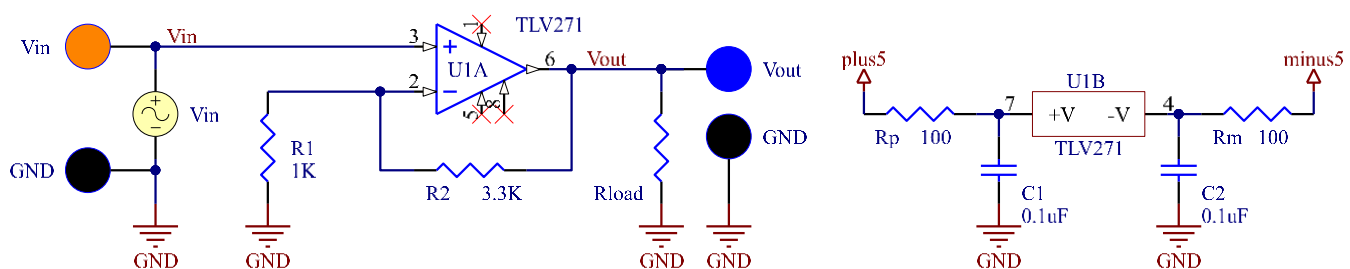 TLV271
1
Vin
Vin
3
+
U1A
6
Vout
Vout
2
−
5
8
+
−
Vin
GND
R1
1K
R2 3.3K
Rload
GND
GND
GND
GND
GND
plus5
minus5
U1B
7
+V -V
4
Rp 100
TLV271
Rm 100
C1
0.1uF
C2
0.1uF
GND
GND